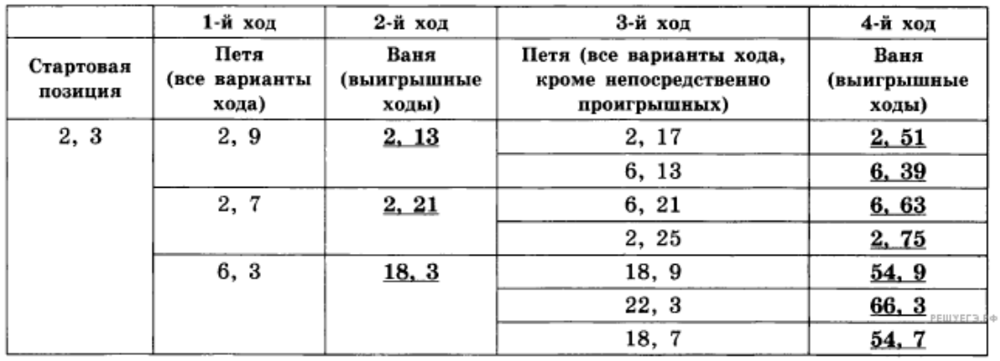 1-й ход 2-й ход 3-й ход 4-й ход
Стартовая позиция Петя (все варианты хода) Ваня (выигрышные ходы) Петя (все варианты хода, кроме непосредственно проигрышных) Ваня (выигрышные ходы)
2, 3 2, 9 2, 13 2, 17 2, 51
6, 13 6, 39
2, 7 2, 21 6, 21 6, 63
2, 25 2, 75
6, 3 18, 3 18, 9 54, 9
22, 3 66, 3
РЕШУЕГЭ.РФ
18, 7 54, 7